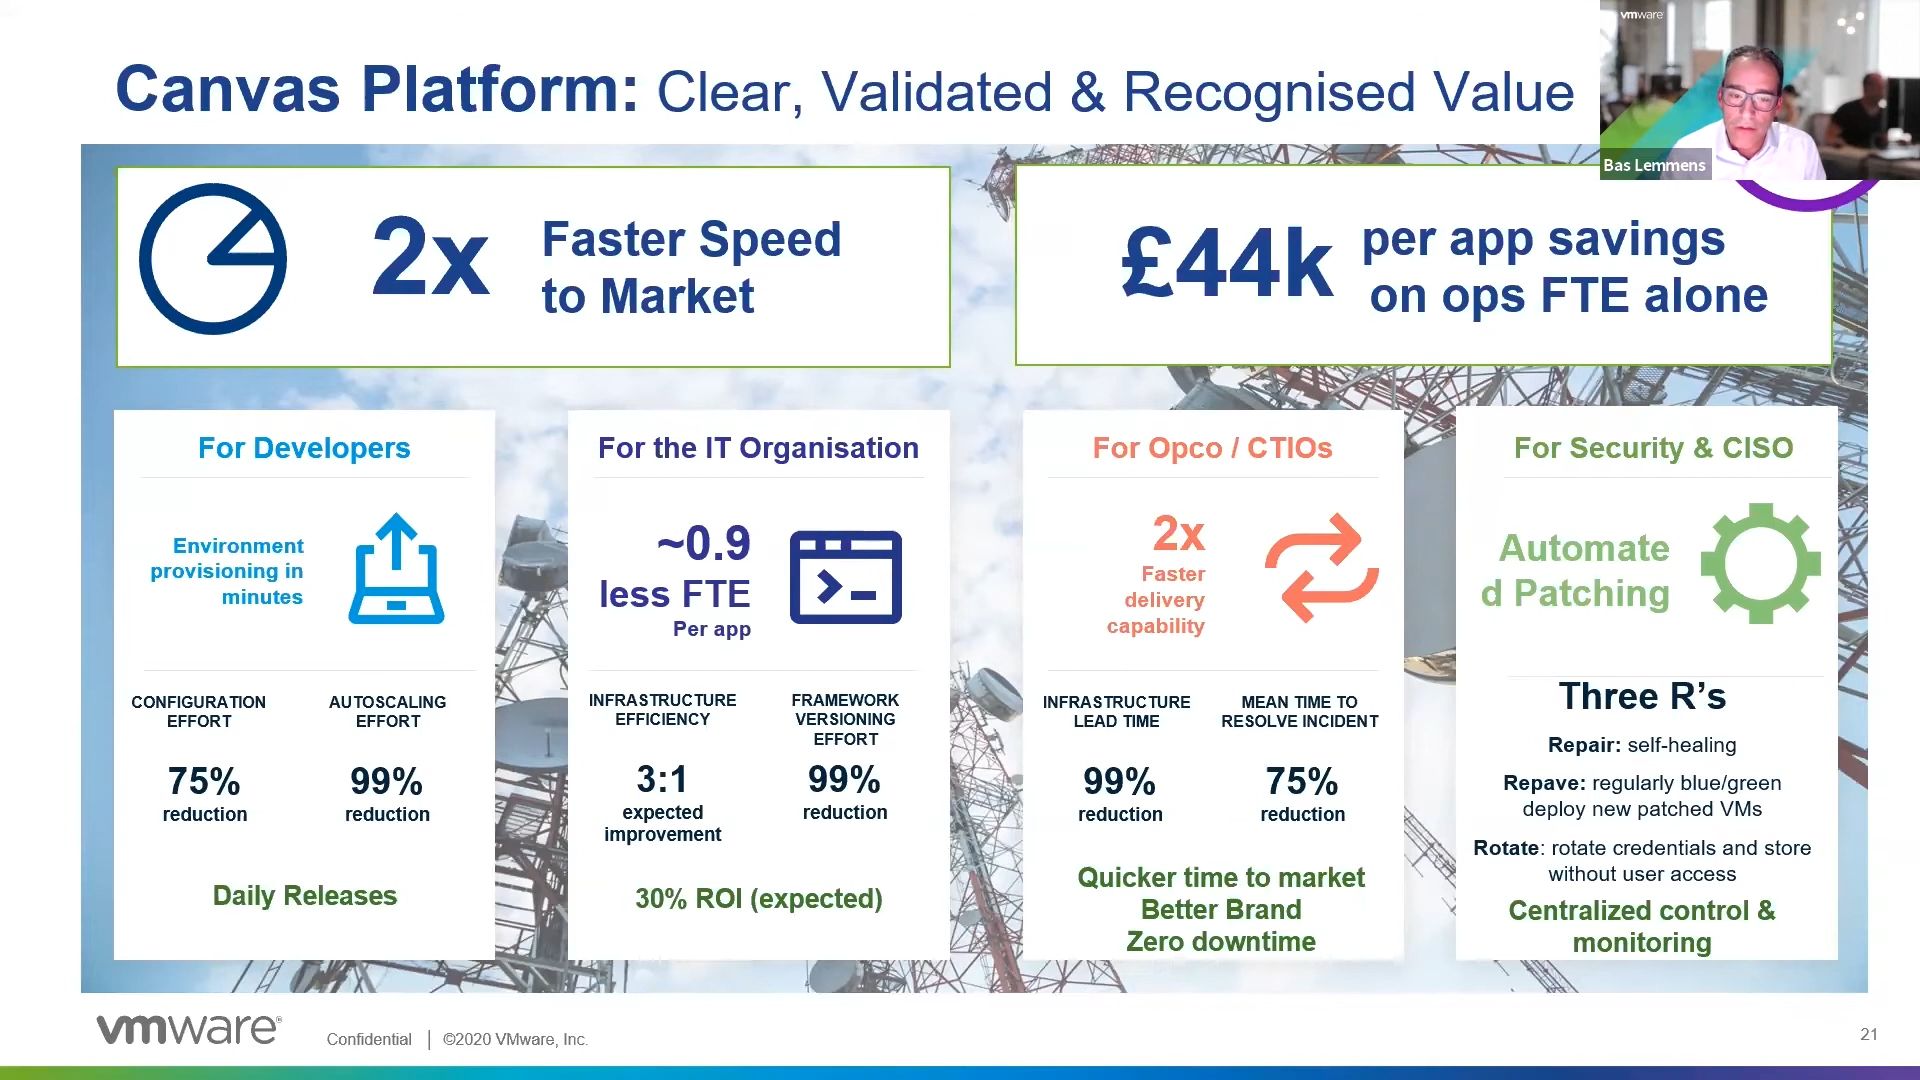 vmware
Canvas Platform: Clear, Validated & Recognised Value
Bas Lemmens
2x
Faster Speed
to Market
£44k
per app savings
on ops FTE alone
For Developers
Environment
provisioning in
minutes
CONFIGURATION
EFFORT
75%
reduction
AUTOSCALING
EFFORT
99%
reduction
Daily Releases
For the IT Organisation
~0.9
less FTE
Per app
INFRASTRUCTURE
EFFICIENCY
3:1
expected
improvement
FRAMEWORK
VERSIONING
EFFORT
99%
reduction
30% ROI (expected)
For Opco / CTIOs
2x
Faster
delivery
capability
INFRASTRUCTURE
LEAD TIME
99%
reduction
MEAN TIME TO
RESOLVE INCIDENT
75%
reduction
Quicker time to market
Better Brand
Zero downtime
For Security & CISO
Automate
d Patching
Three R’s
Repair: self-healing
Repave: regularly blue/green
deploy new patched VMs
Rotate: rotate credentials and store
without user access
Centralized control &
monitoring
vmware®
Confidential │ ©2020 VMware, Inc.
21